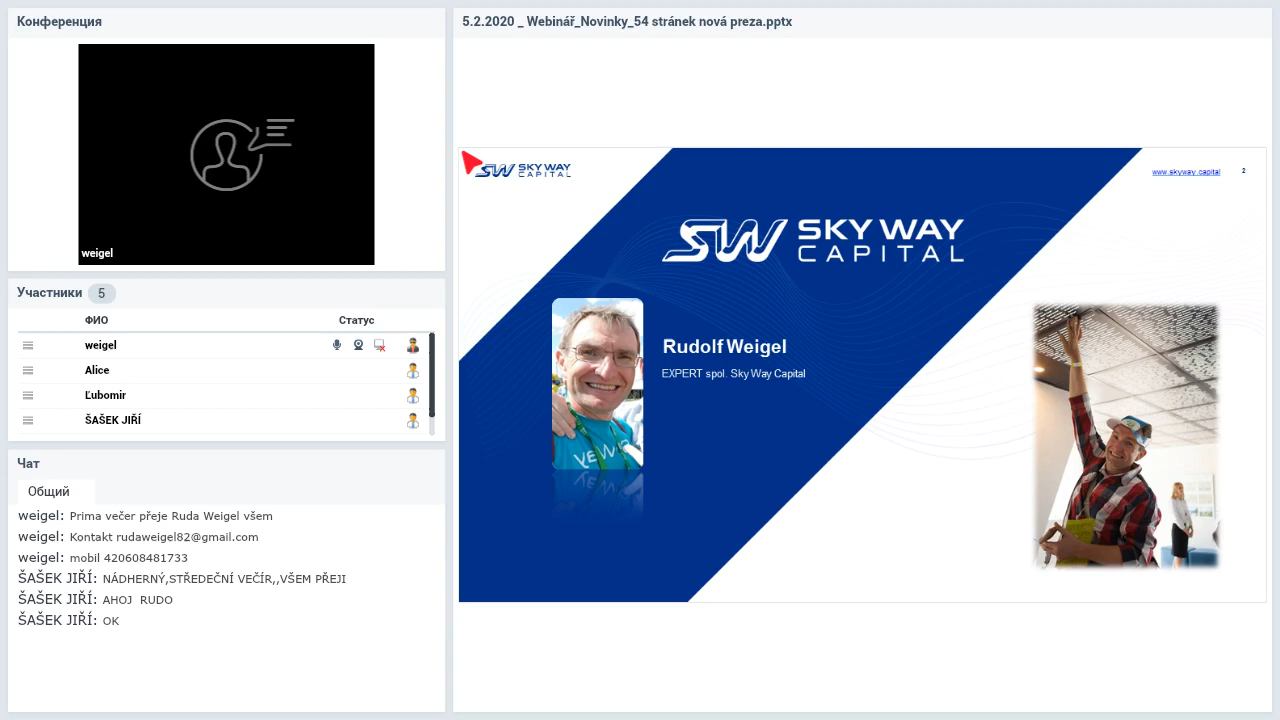 Конференция
weigel
Участники 5
ФИО Статус
weigel
Alice
Ľubomir
ŠAŠEK JIŘÍ
Чат
Общий
weigel: Prima večer přeje Ruda Weigel všem
weigel: Kontakt rudaweigel82@gmail.com
weigel: mobil 420608481733
ŠAŠEK JIŘÍ: NÁDHERNÝ,STŘEDEČNÍ VEČÍR,,VŠEM PŘEJI
ŠAŠEK JIŘÍ: AHOJ RUDO
ŠAŠEK JIŘÍ: OK
5.2.2020 _ Webinář_Novinky_54 stránek nová preza.pptx
SW SKY WAY
CAPITAL
www.skyway.capital 2
SW SKY WAY
CAPITAL
Rudolf Weigel
EXPERT spol. Sky Way Capital